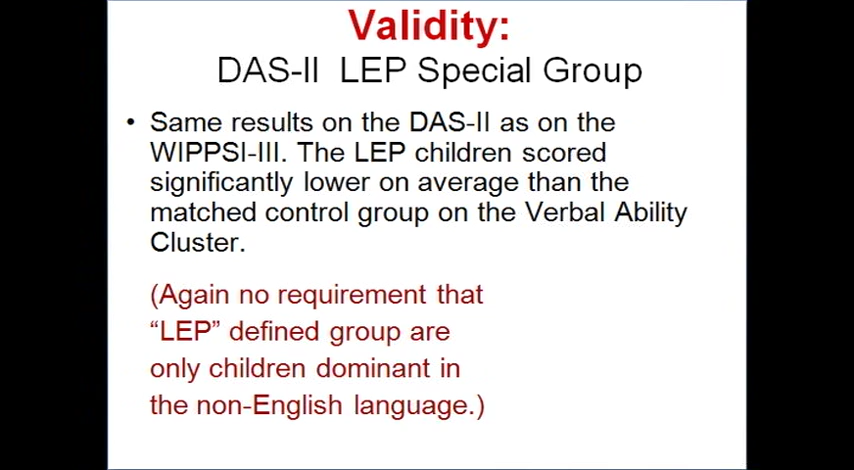 Validity:
DAS-II LEP Special Group
• Same results on the DAS-II as on the
WIPPSI-III. The LEP children scored
significantly lower on average than the
matched control group on the Verbal Ability
Cluster.
(Again no requirement that
“LEP” defined group are
only children dominant in
the non-English language.)